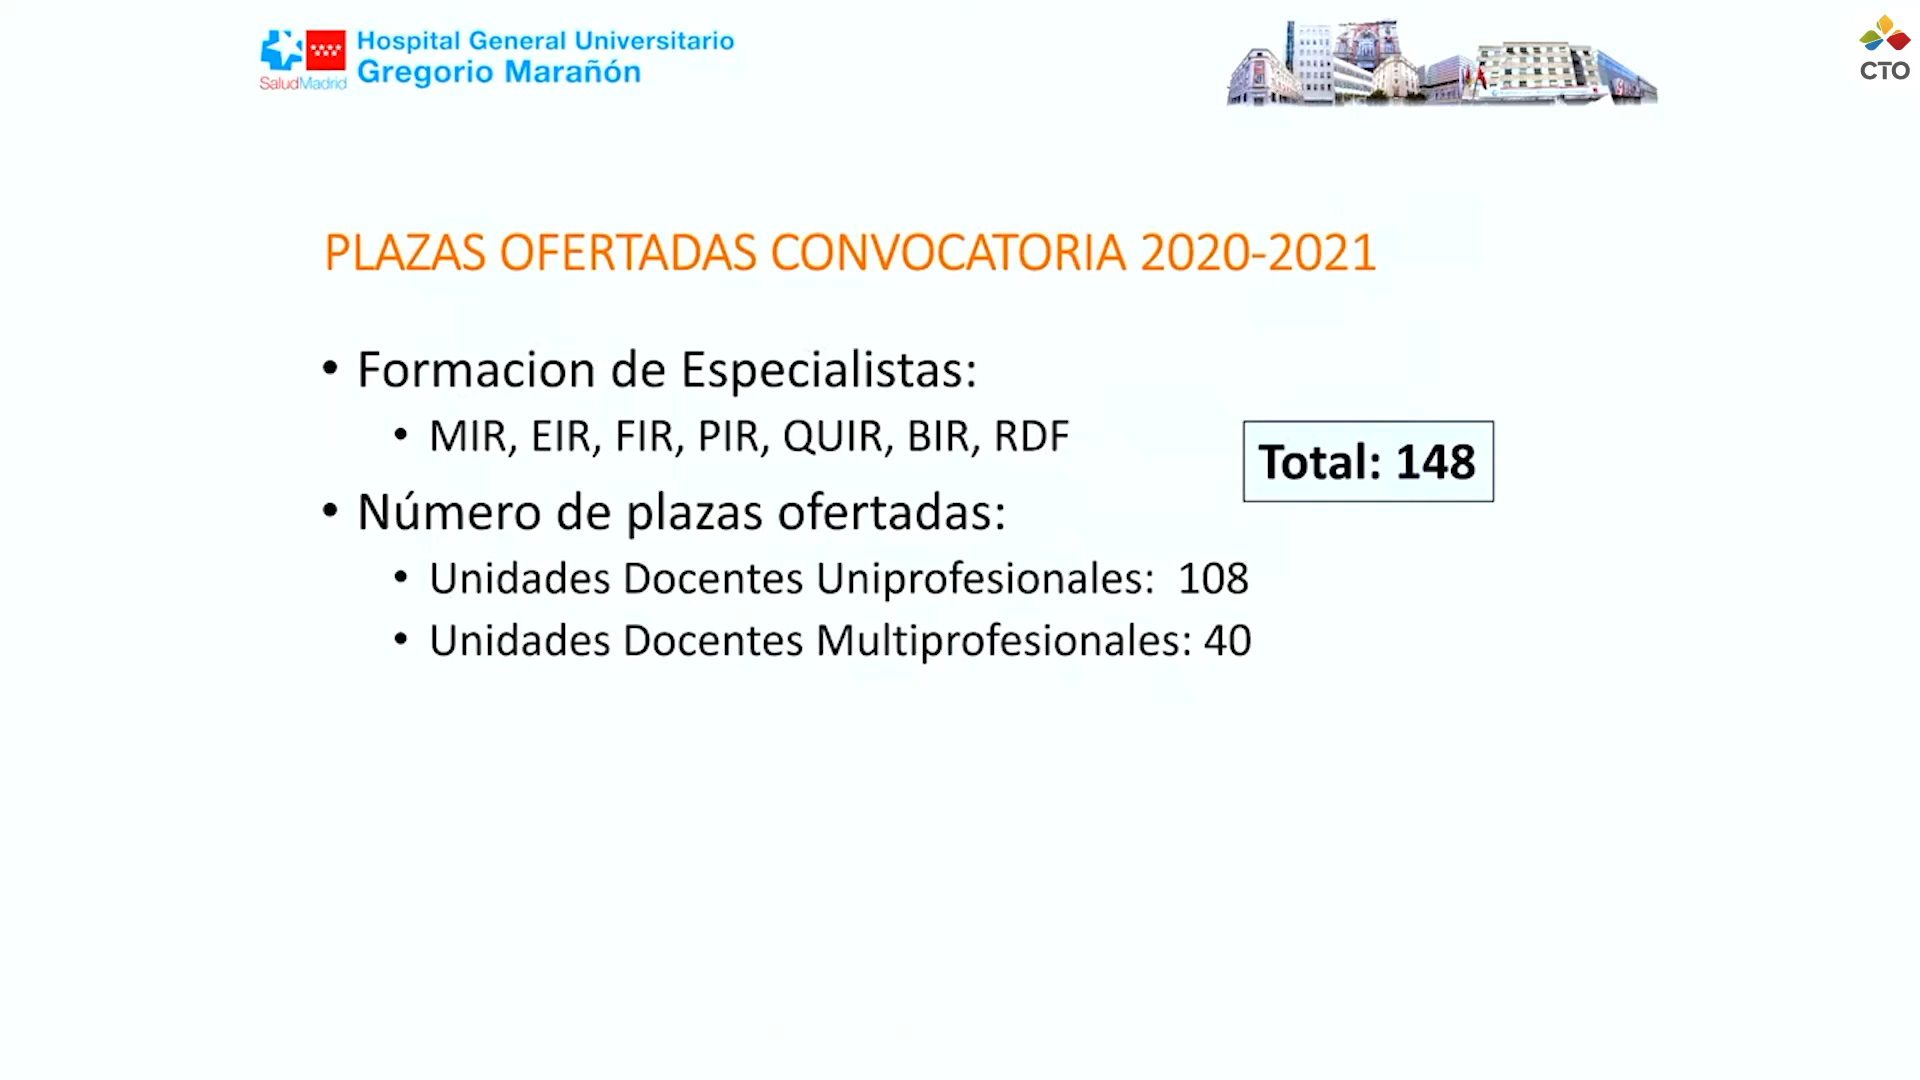 Hospital General Universitario
Gregorio Marañón
SaludMadrid
CTO
PLAZAS OFERTADAS CONVOCATORIA 2020-2021
• Formacion de Especialistas:
• MIR, EIR, FIR, PIR, QUIR, BIR, RDF
Total: 148
• Número de plazas ofertadas:
• Unidades Docentes Uniprofesionales: 108
• Unidades Docentes Multiprofesionales: 40